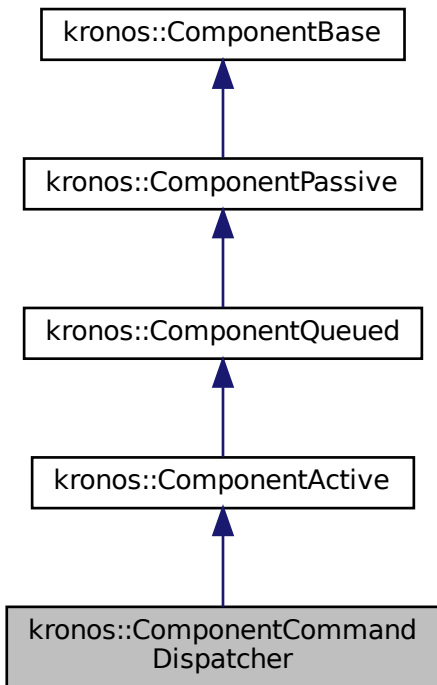 kronos::ComponentBase
kronos::ComponentPassive
kronos::ComponentQueued
kronos::ComponentActive
kronos::ComponentCommand
Dispatcher